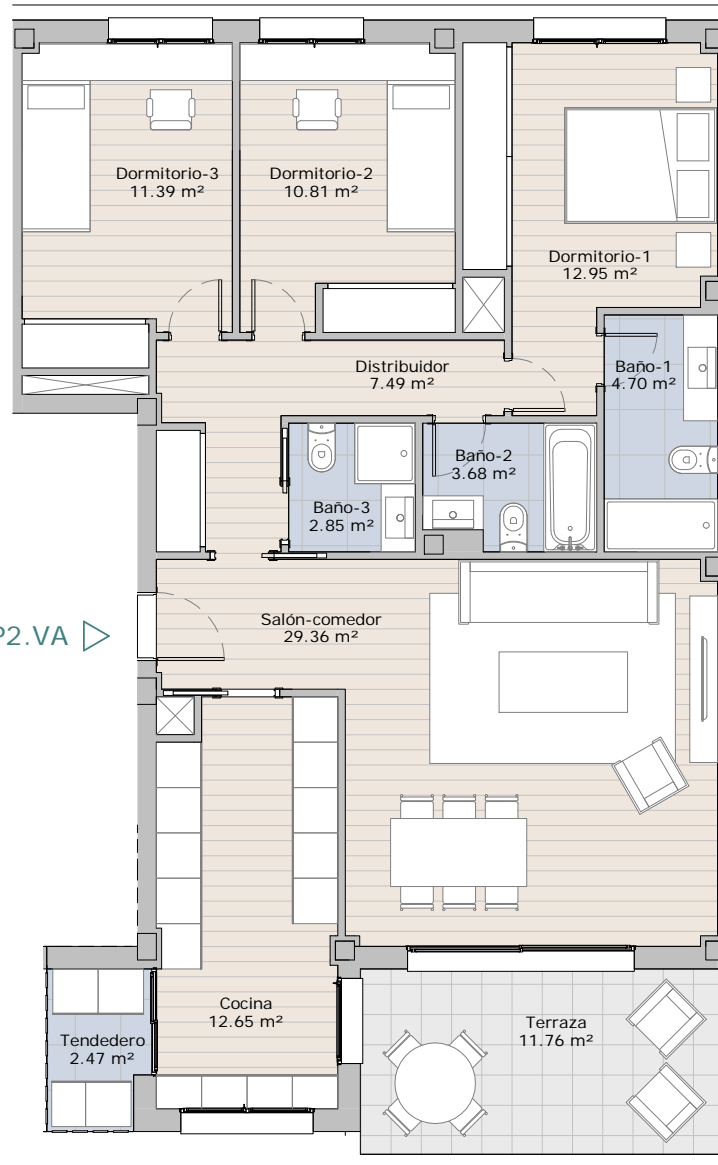 Dormitorio-3
11.39 m²
Dormitorio-2
10.81 m²
Dormitorio-1
12.95 m²
Distribuidor
7.49 m²
Baño-1
4.70 m²
Baño-2
3.68 m²
Baño-3
2.85 m²
Salón-comedor
29.36 m²
P2.VA
Cocina
12.65 m²
Tendedero
2.47 m²
Terraza
11.76 m²